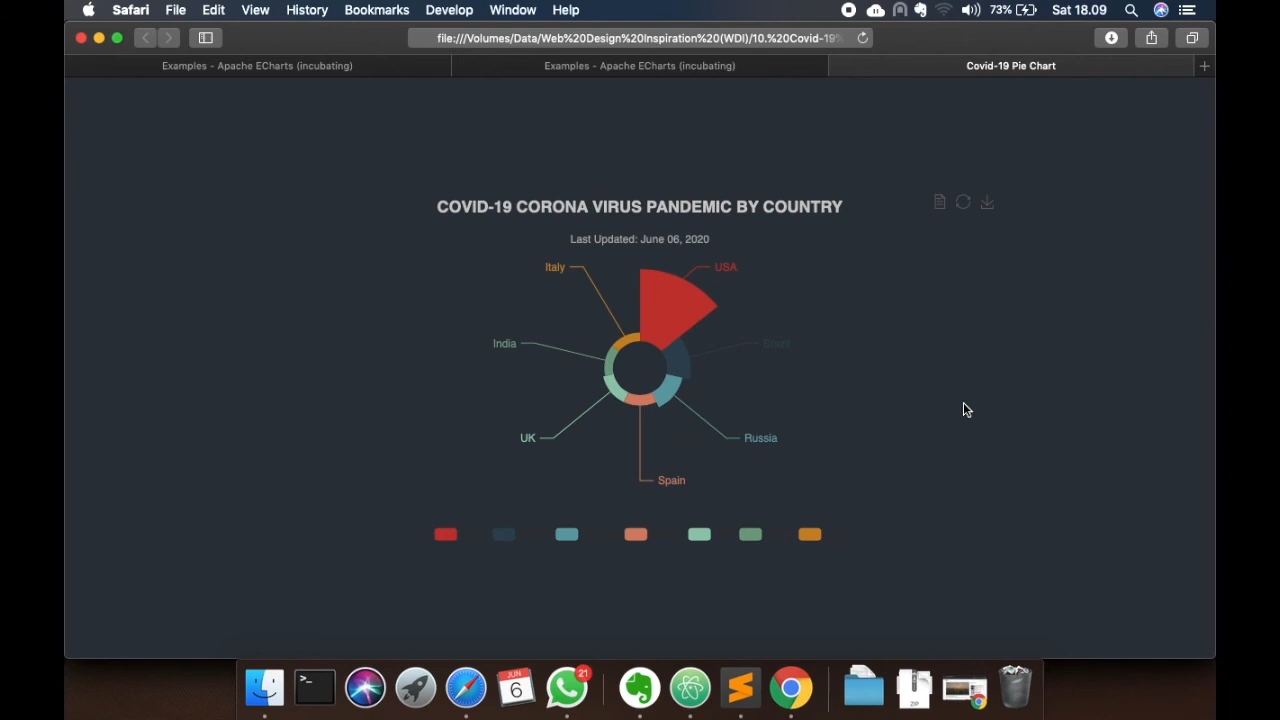 Safari File Edit View History Bookmarks Develop Window Help 73% Sat 18.09
file:///Volumes/Data/Web%20Design%20Inspiration%20(WDI)/10.%20Covid-19%
Examples - Apache ECharts (incubating) Examples - Apache ECharts (incubating) Covid-19 Pie Chart
COVID-19 CORONA VIRUS PANDEMIC BY COUNTRY
Last Updated: June 06, 2020
Italy USA
India Brazil
UK Russia
Spain
JUN 21
6
ZIP